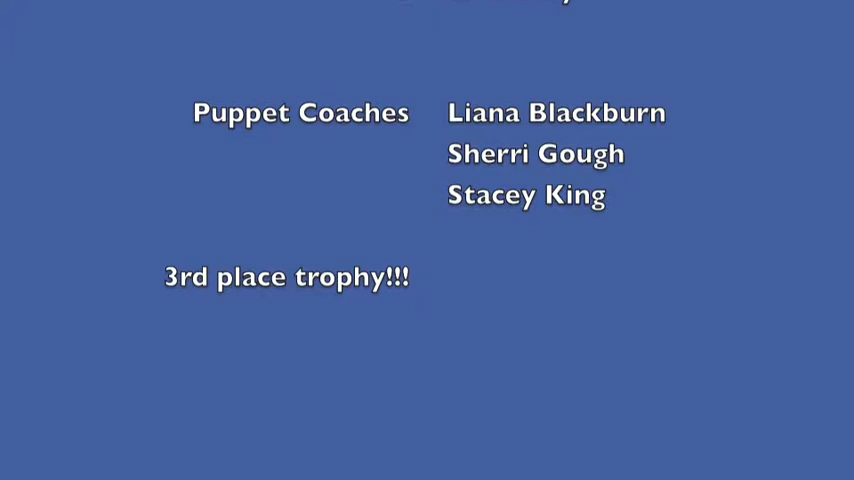 Puppet Coaches Liana Blackburn
Sherri Gough
Stacey King
3rd place trophy!!!